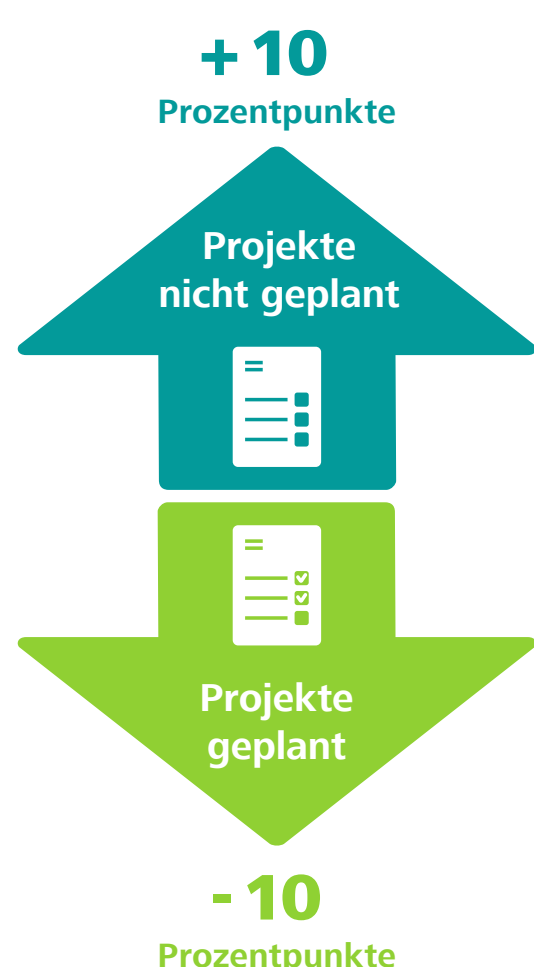 + 10
Prozentpunkte
Projekte
nicht geplant
Projekte
geplant
- 10
Prozentpunkte